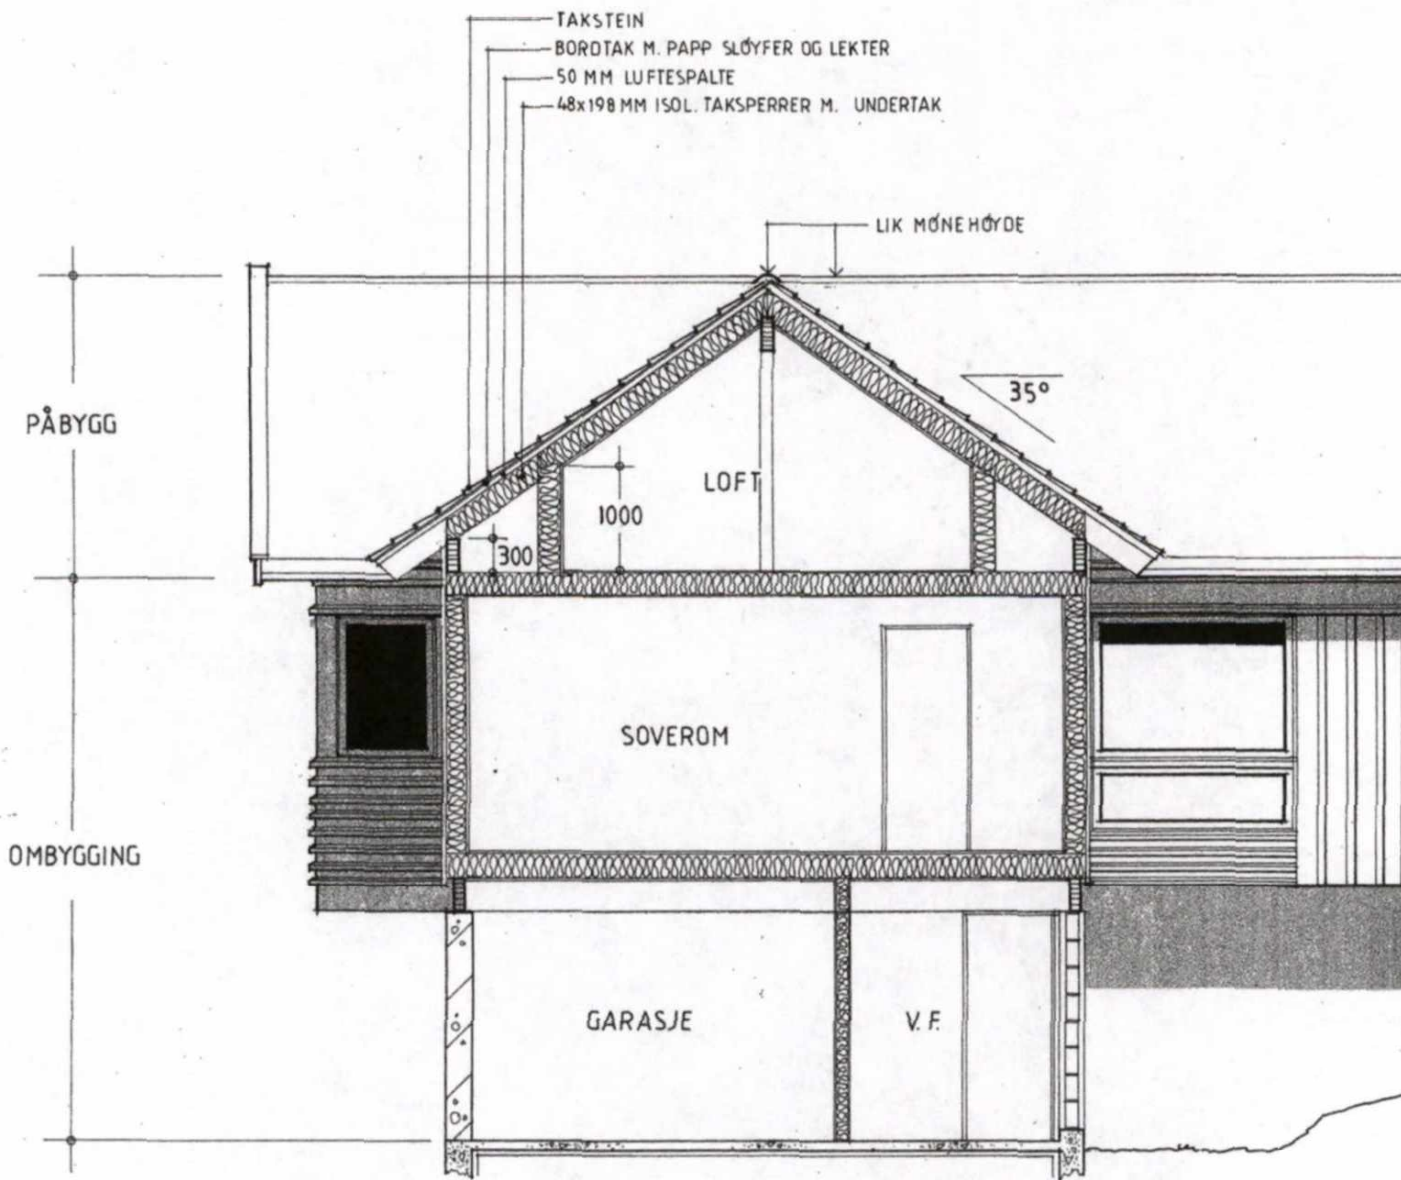 TAKSTEIN
BORDTAK M. PAPP SLØYFER OG LEKTER
50 MM LUFTESPALTE
48x198 MM ISOL. TAKSPERRER M. UNDERTAK
LIK MØNEHØYDE
35°
PÅBYGG
LOFT
1000
300
SOVEROM
OMBYGGING
GARASJE
V.F.